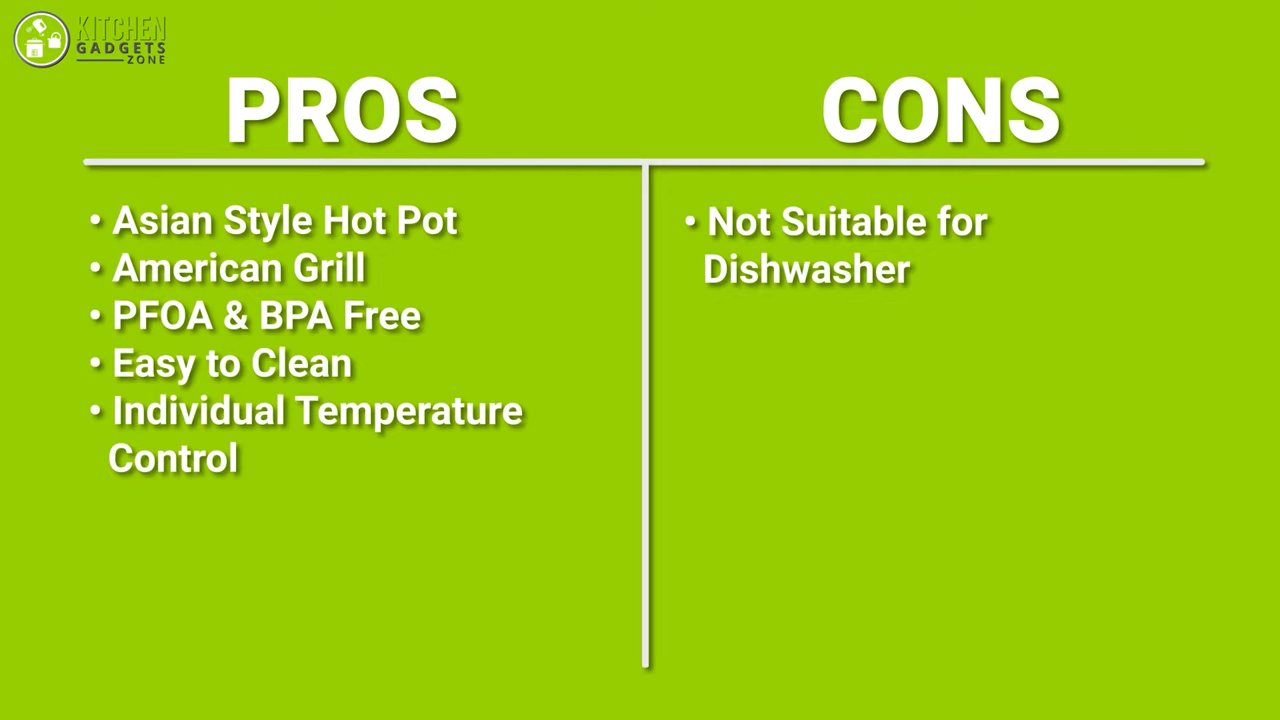 KITCHEN
GADGETS
ZONE
PROS
CONS
• Asian Style Hot Pot
• American Grill
• PFOA & BPA Free
• Easy to Clean
• Individual Temperature
Control
• Not Suitable for
Dishwasher